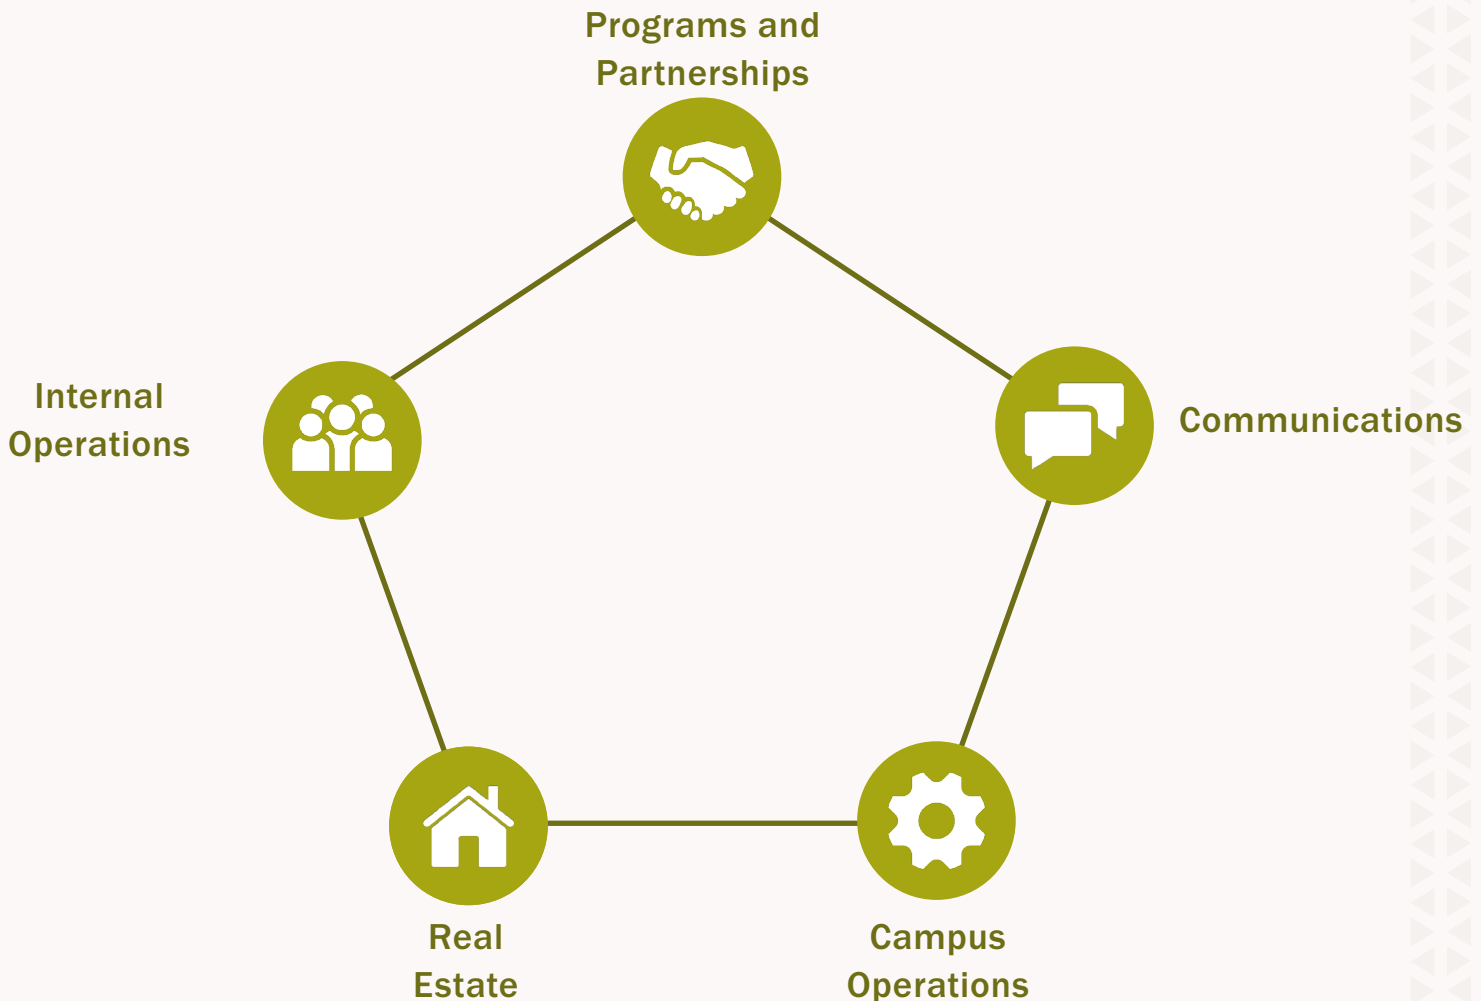 Programs and
Partnerships
Internal
Operations
Communications
Real
Estate
Campus
Operations